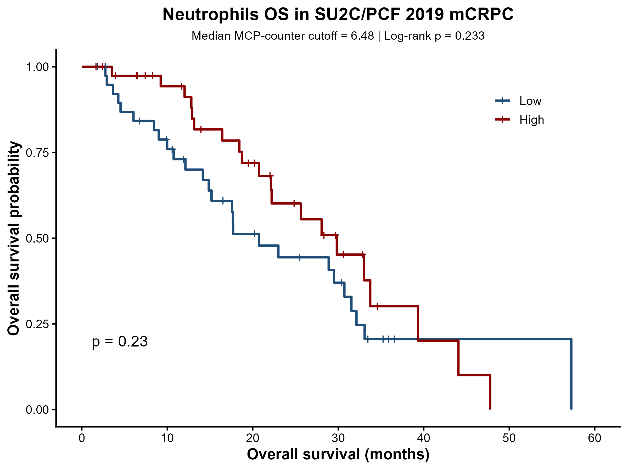 Neutrophils OS in SU2C/PCF 2019 mCRPC
Median MCP-counter cutoff = 6.48 | Log-rank p = 0.233
Overall survival probability
1.00
0.75
0.50
0.25
0.00
Low
High
p = 0.23
0 10 20 30 40 50 60
Overall survival (months)